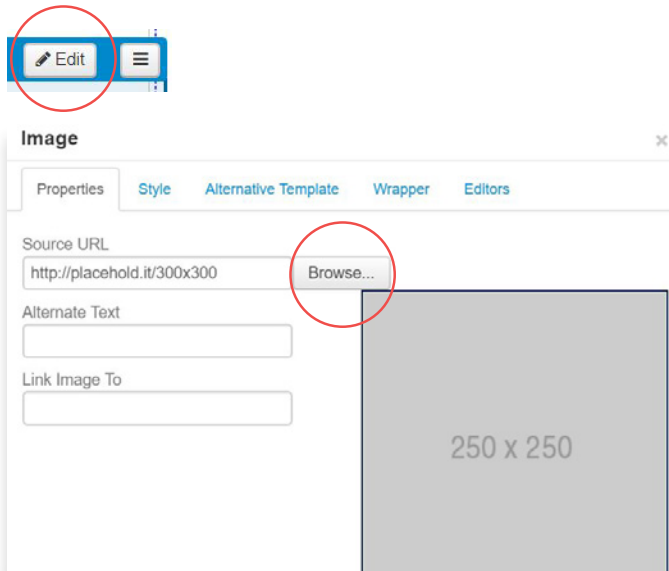 Edit
Image
Properties Style Alternative Template Wrapper Editors
Source URL
http://placehold.it/300x300 Browse...
Alternate Text
Link Image To
250 x 250